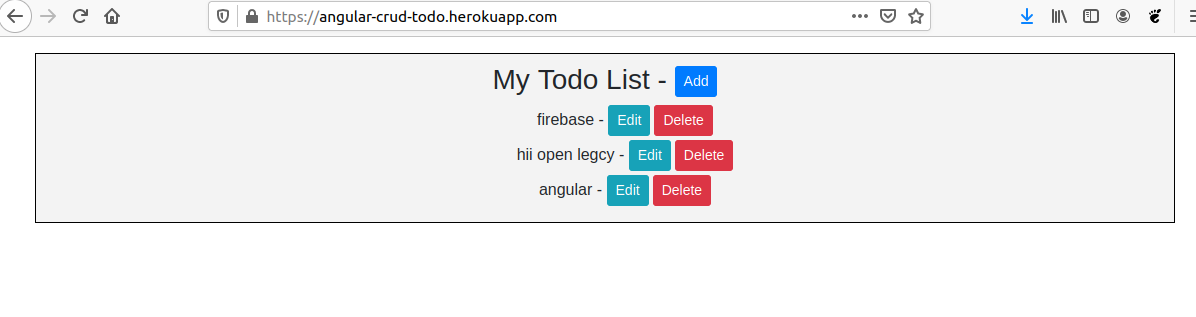 https://angular-crud-todo.herokuapp.com
My Todo List - Add
firebase - Edit Delete
hii open legcy - Edit Delete
angular - Edit Delete